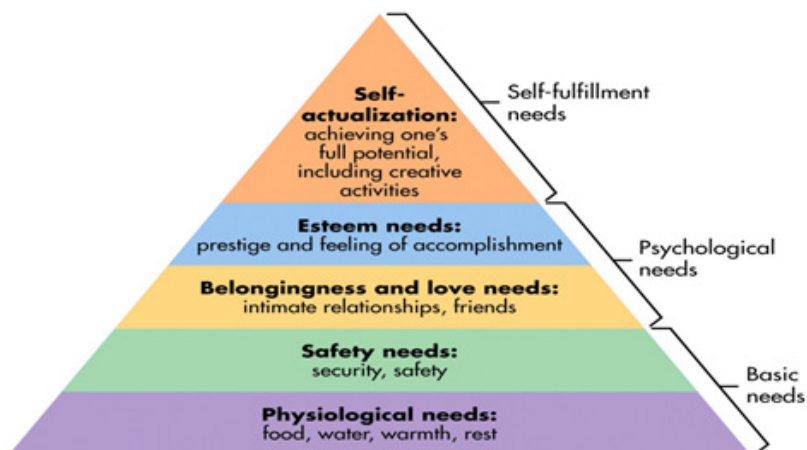 Self-
actualization:
achieving one's
full potential,
including creative
activities
Self-fulfillment
needs
Esteem needs:
prestige and feeling of accomplishment
Psychological
needs
Belongingness and love needs:
intimate relationships, friends
Safety needs:
security, safety
Basic
needs
Physiological needs:
food, water, warmth, rest